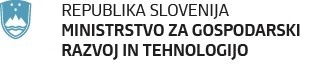 REPUBLIKA SLOVENIJA
MINISTRSTVO ZA GOSPODARSKI
RAZVOJ IN TEHNOLOGIJO